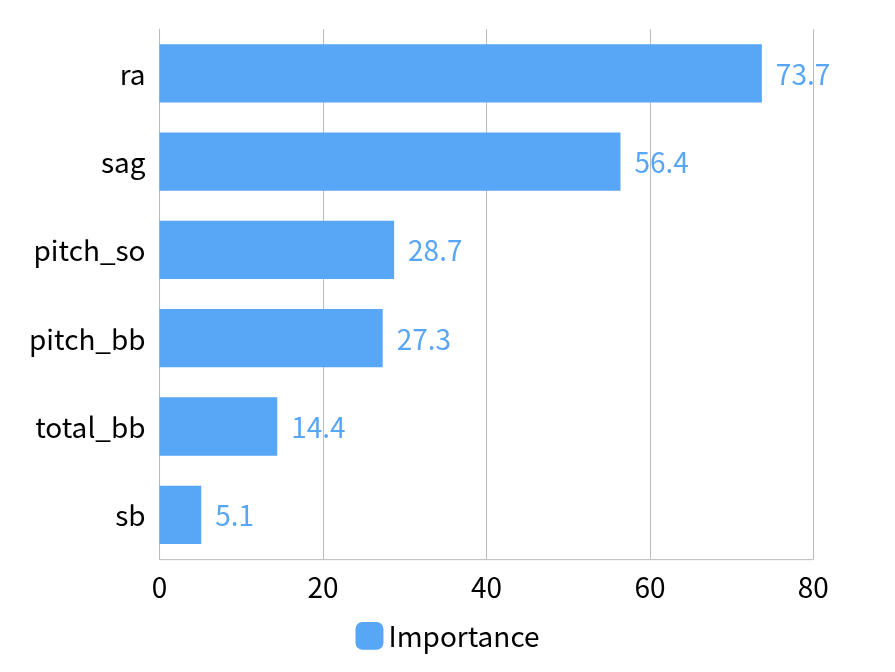 ra 73.7
sag 56.4
pitch_so 28.7
pitch_bb 27.3
total_bb 14.4
sb 5.1
0 20 40 60 80
Importance